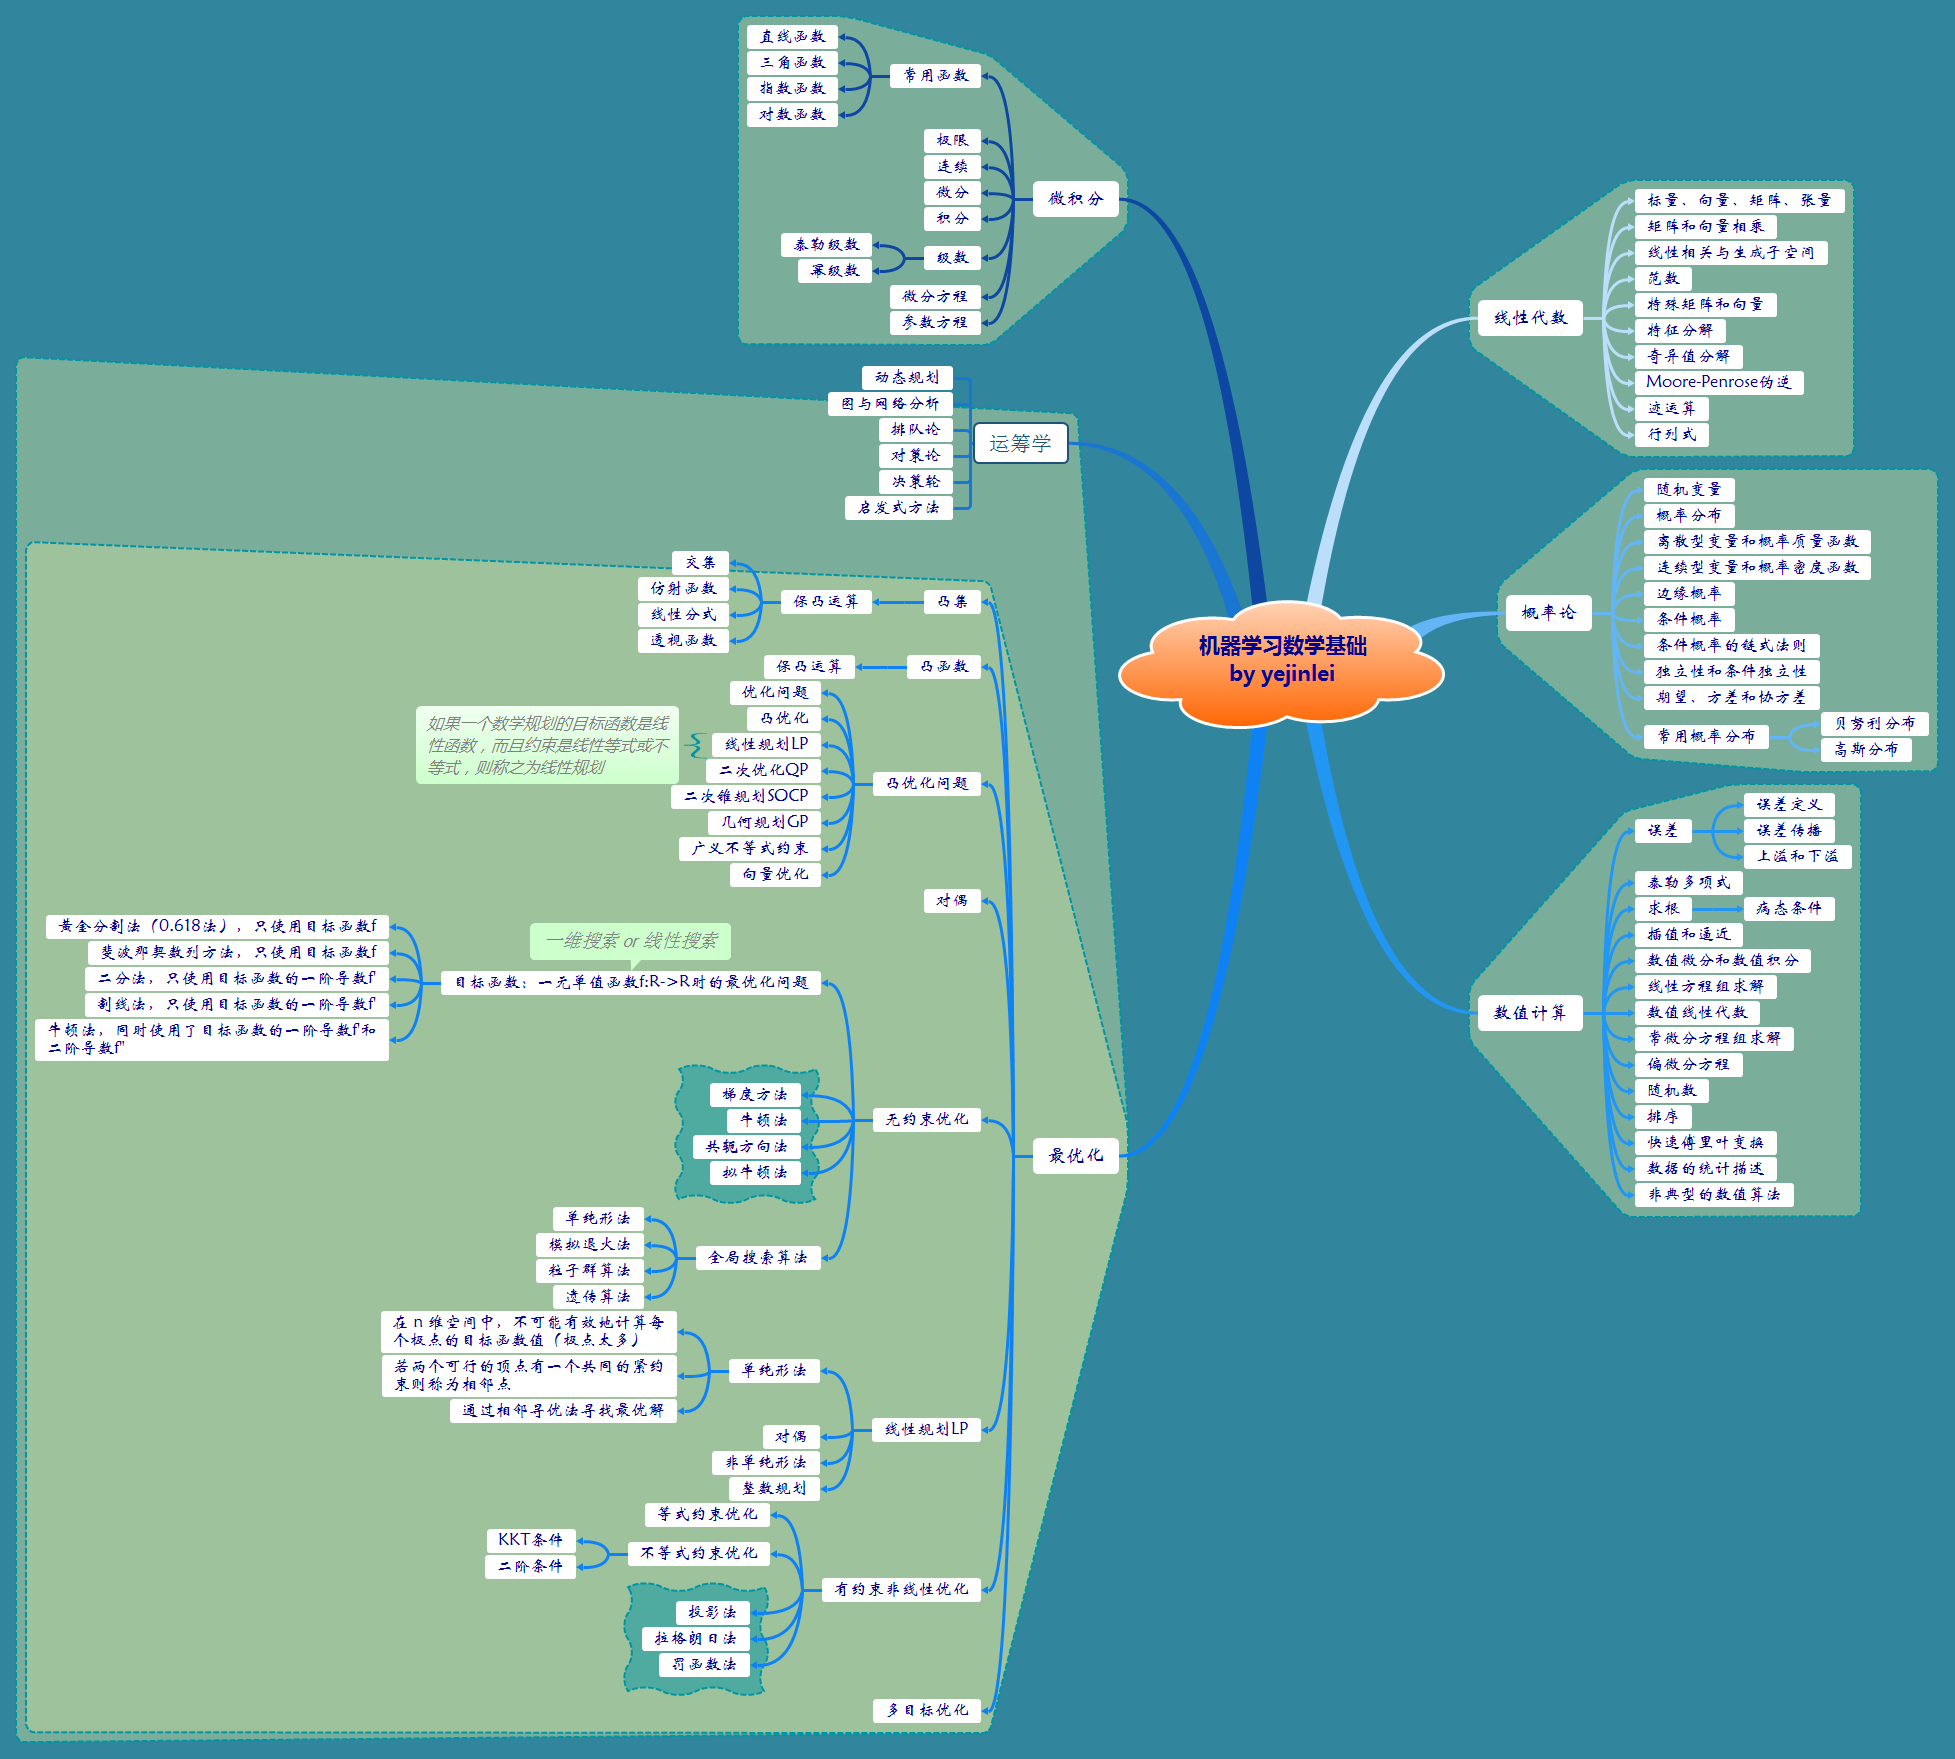 机器学习数学基础
by yejinlei
微积分
常用函数
直线函数
三角函数
指数函数
对数函数
极限
连续
微分
积分
级数
泰勒级数
幂级数
微分方程
参数方程
运筹学
动态规划
图与网络分析
排队论
对策论
决策轮
启发式方法
最优化
凸集
保凸运算
交集
仿射函数
线性分式
透视函数
凸函数
保凸运算
凸优化问题
优化问题
凸优化
线性规划LP
如果一个数学规划的目标函数是线
性函数，而且约束是线性等式或不
等式，则称之为线性规划
二次优化QP
二次锥规划SOCP
几何规划GP
广义不等式约束
向量优化
对偶
无约束优化
一维搜索 or 线性搜索
目标函数：一元单值函数f:R->R时的最优化问题
黄金分割法（0.618法），只使用目标函数f
斐波那契数列方法，只使用目标函数f
二分法，只使用目标函数的一阶导数f'
割线法，只使用目标函数的一阶导数f'
牛顿法，同时使用了目标函数的一阶导数f'和
二阶导数f''
梯度方法
牛顿法
共轭方向法
拟牛顿法
全局搜索算法
单纯形法
模拟退火法
粒子群算法
遗传算法
线性规划LP
单纯形法
在 n 维空间中，不可能有效地计算每
个极点的目标函数值（极点太多）
若两个可行的顶点有一个共同的紧约
束则称为相邻点
通过相邻寻优法寻找最优解
对偶
非单纯形法
整数规划
有约束非线性优化
等式约束优化
不等式约束优化
KKT条件
二阶条件
投影法
拉格朗日法
罚函数法
多目标优化
线性代数
标量、向量、矩阵、张量
矩阵和向量相乘
线性相关与生成子空间
范数
特殊矩阵和向量
特征分解
奇异值分解
Moore-Penrose伪逆
迹运算
行列式
概率论
随机变量
概率分布
离散型变量和概率质量函数
连续型变量和概率密度函数
边缘概率
条件概率
条件概率的链式法则
独立性和条件独立性
期望、方差和协方差
常用概率分布
贝努利分布
高斯分布
数值计算
误差
误差定义
误差传播
上溢和下溢
泰勒多项式
求根
病态条件
插值和逼近
数值微分和数值积分
线性方程组求解
数值线性代数
常微分方程组求解
偏微分方程
随机数
排序
快速傅里叶变换
数据的统计描述
非典型的数值算法